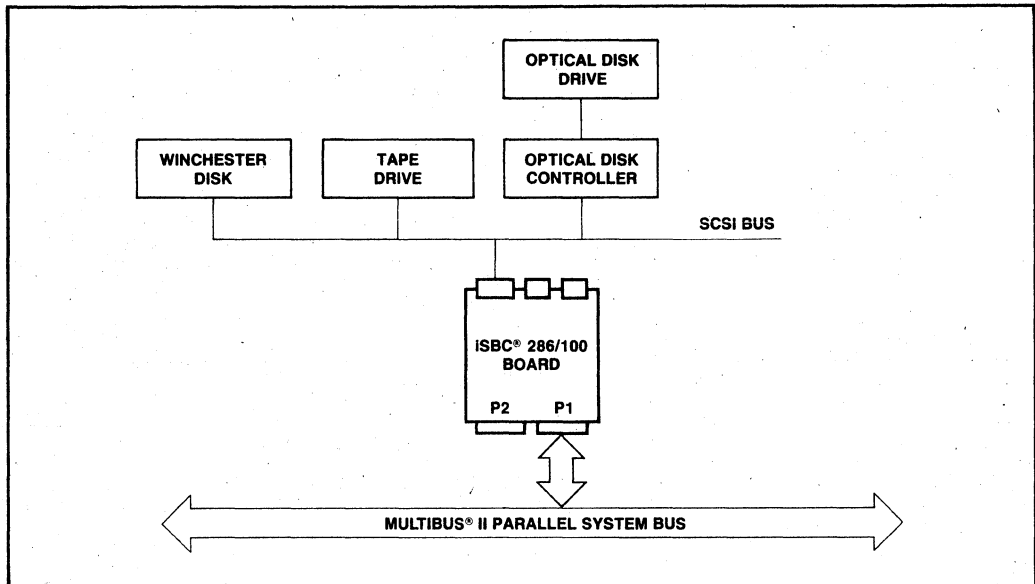 OPTICAL DISK
DRIVE
WINCHESTER
DISK
TAPE
DRIVE
OPTICAL DISK
CONTROLLER
SCSI BUS
iSBC® 286/100
BOARD
P2
P1
MULTIBUS® II PARALLEL SYSTEM BUS